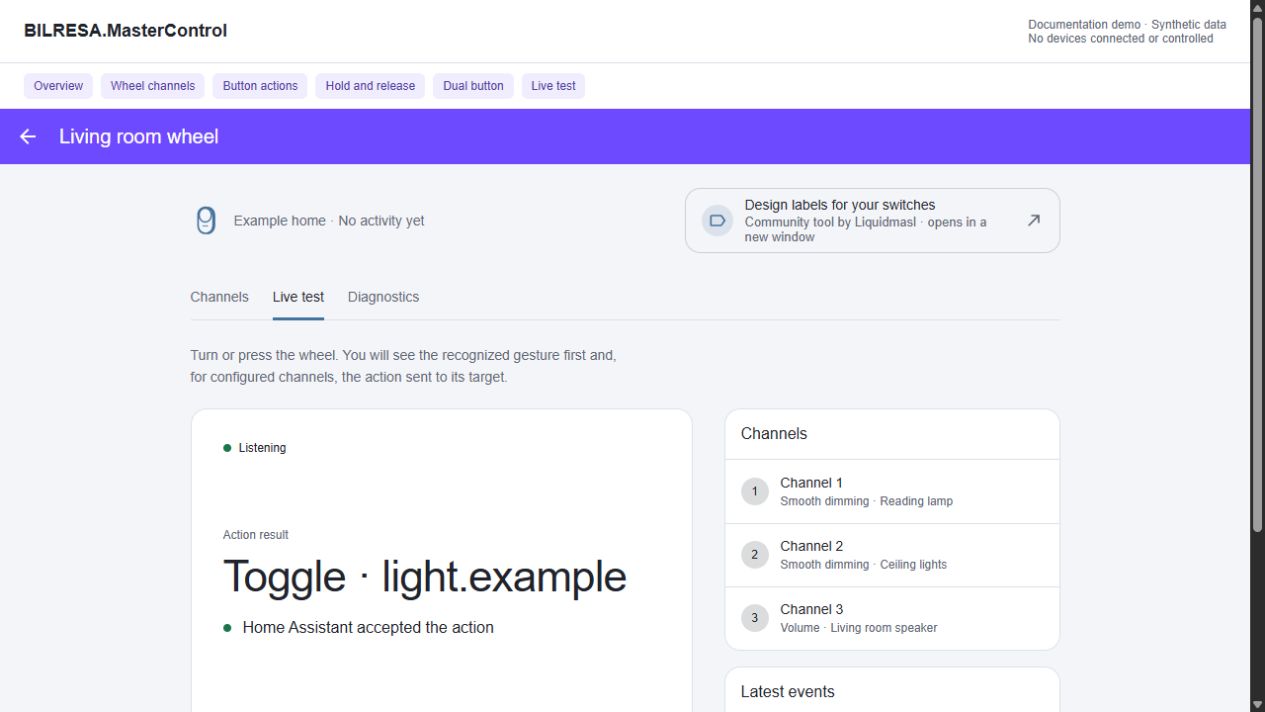 BILRESA.MasterControl
Documentation demo · Synthetic data
No devices connected or controlled
Overview
Wheel channels
Button actions
Hold and release
Dual button
Live test
Living room wheel
Example home · No activity yet
Design labels for your switches
Community tool by Liquidmasl · opens in a
new window
Channels
Live test
Diagnostics
Turn or press the wheel. You will see the recognized gesture first and,
for configured channels, the action sent to its target.
Listening
Action result
Toggle · light.example
Home Assistant accepted the action
Channels
1
Channel 1
Smooth dimming · Reading lamp
2
Channel 2
Smooth dimming · Ceiling lights
3
Channel 3
Volume · Living room speaker
Latest events